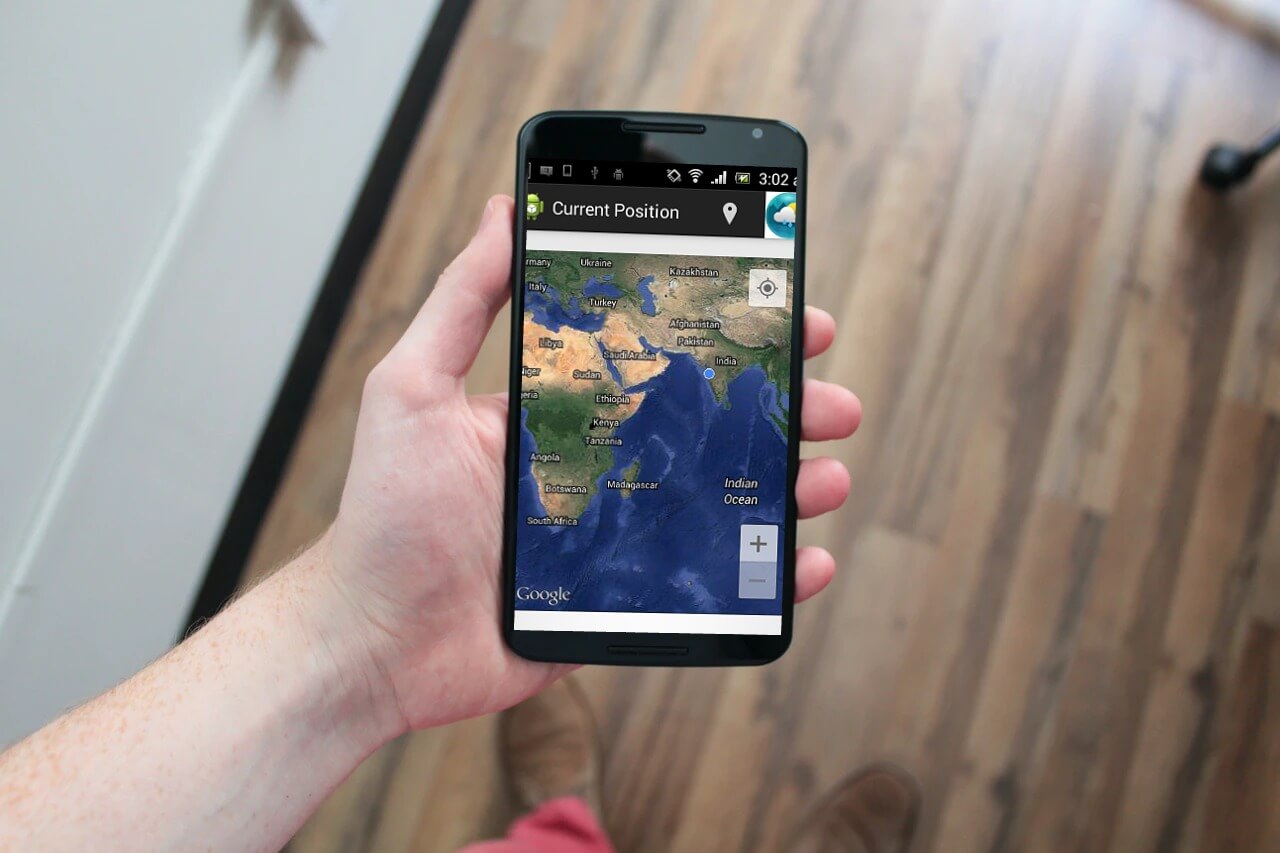 3:02
Current Position
rmany
Ukraine
Kazakhstan
Italy
Turkey
Afghanistan
Pakistan
Libya
Saudi Arabia
India
Niger
Sudan
eria
Ethiopia
Kenya
Tanzania
Angola
Botswana
Madagascar
Indian
Ocean
South Africa
+
−
Google